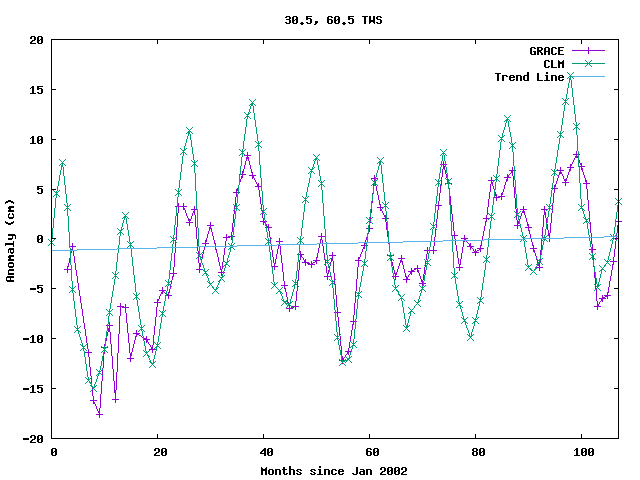 30.5, 60.5 TWS
GRACE
CLM
Trend Line
20
15
10
5
0
-5
-10
-15
-20
Anomaly (cm)
0 20 40 60 80 100
Months since Jan 2002